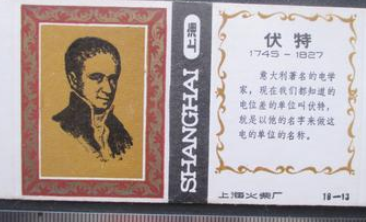 SHANGHAI
伏特
1745-1827
意大利著名的电学
家，现在我们都知道的
电位差的单位叫伏特，
就是以他的名字来做这
电的单位的名称。
上海火柴厂
18-13